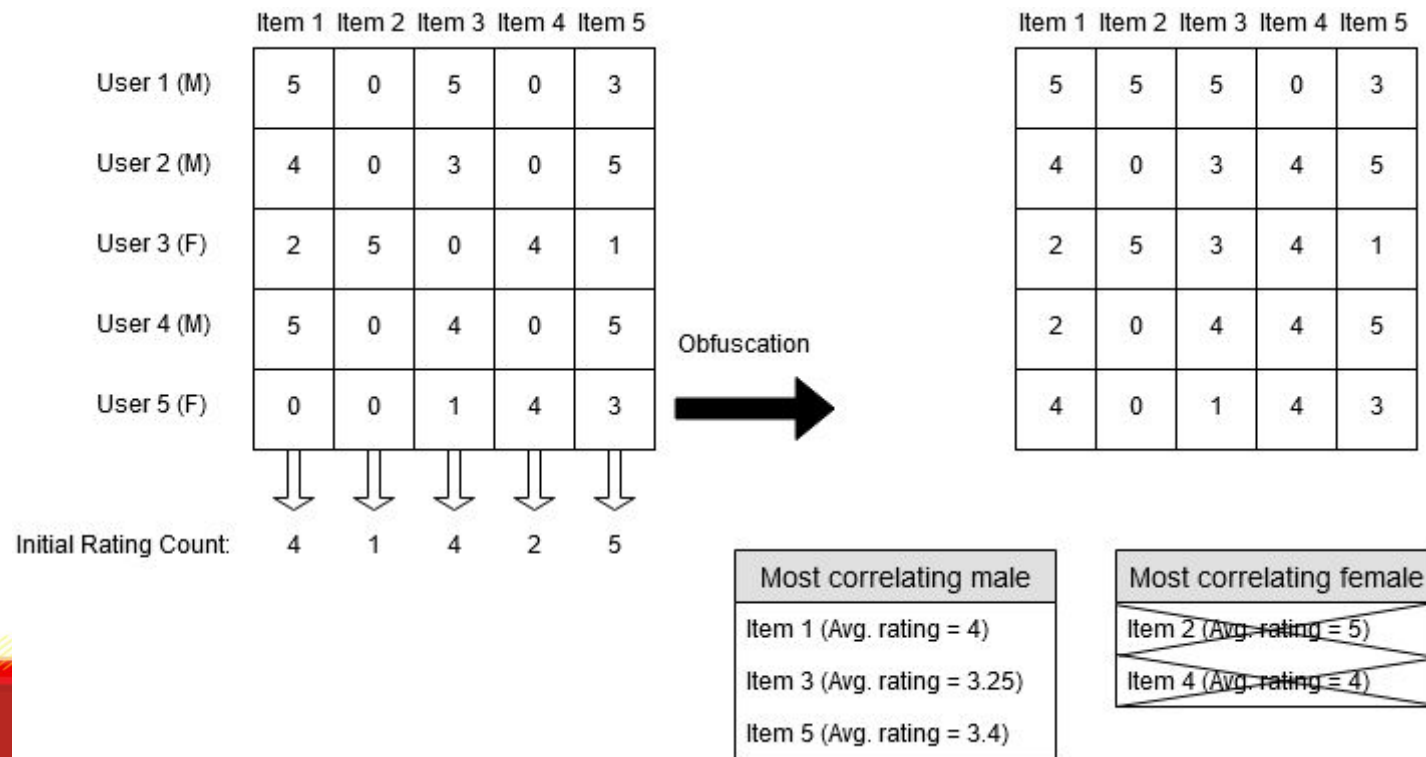 Item 1 Item 2 Item 3 Item 4 Item 5
User 1 (M) 5 0 5 0 3
User 2 (M) 4 0 3 0 5
User 3 (F) 2 5 0 4 1
User 4 (M) 5 0 4 0 5
User 5 (F) 0 0 1 4 3
Initial Rating Count: 4 1 4 2 5
Obfuscation
Item 1 Item 2 Item 3 Item 4 Item 5
5 5 5 0 3
4 0 3 4 5
2 5 3 4 1
2 0 4 4 5
4 0 1 4 3
Most correlating male
Item 1 (Avg. rating = 4)
Item 3 (Avg. rating = 3.25)
Item 5 (Avg. rating = 3.4)
Most correlating female
Item 2 (Avg. rating = 5)
Item 4 (Avg. rating = 4)